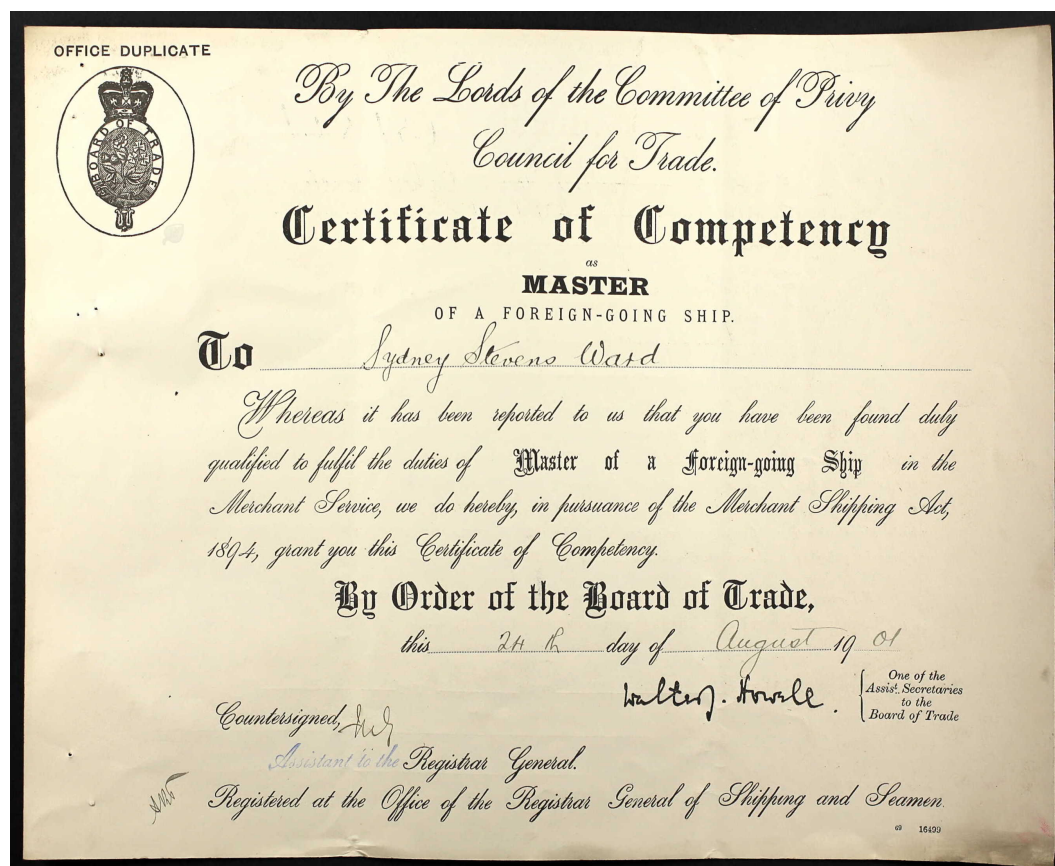 OFFICE DUPLICATE
BOARD OF TRADE
By The Lords of the Committee of Privy
Council for Trade.
Certificate of Competency
as
MASTER
OF A FOREIGN-GOING SHIP.
To Sydney Stevens Ward
Whereas it has been reported to us that you have been found duly
qualified to fulfil the duties of Master of a Foreign-going Ship in the
Merchant Service, we do hereby, in pursuance of the Merchant Shipping Act,
1894, grant you this Certificate of Competency.
By Order of the Board of Trade,
this 24th day of August 1901
Walter J. Howell.
One of the
Assist. Secretaries
to the
Board of Trade
Countersigned,
Assistant to the Registrar General.
Registered at the Office of the Registrar General of Shipping and Seamen.
69 16499